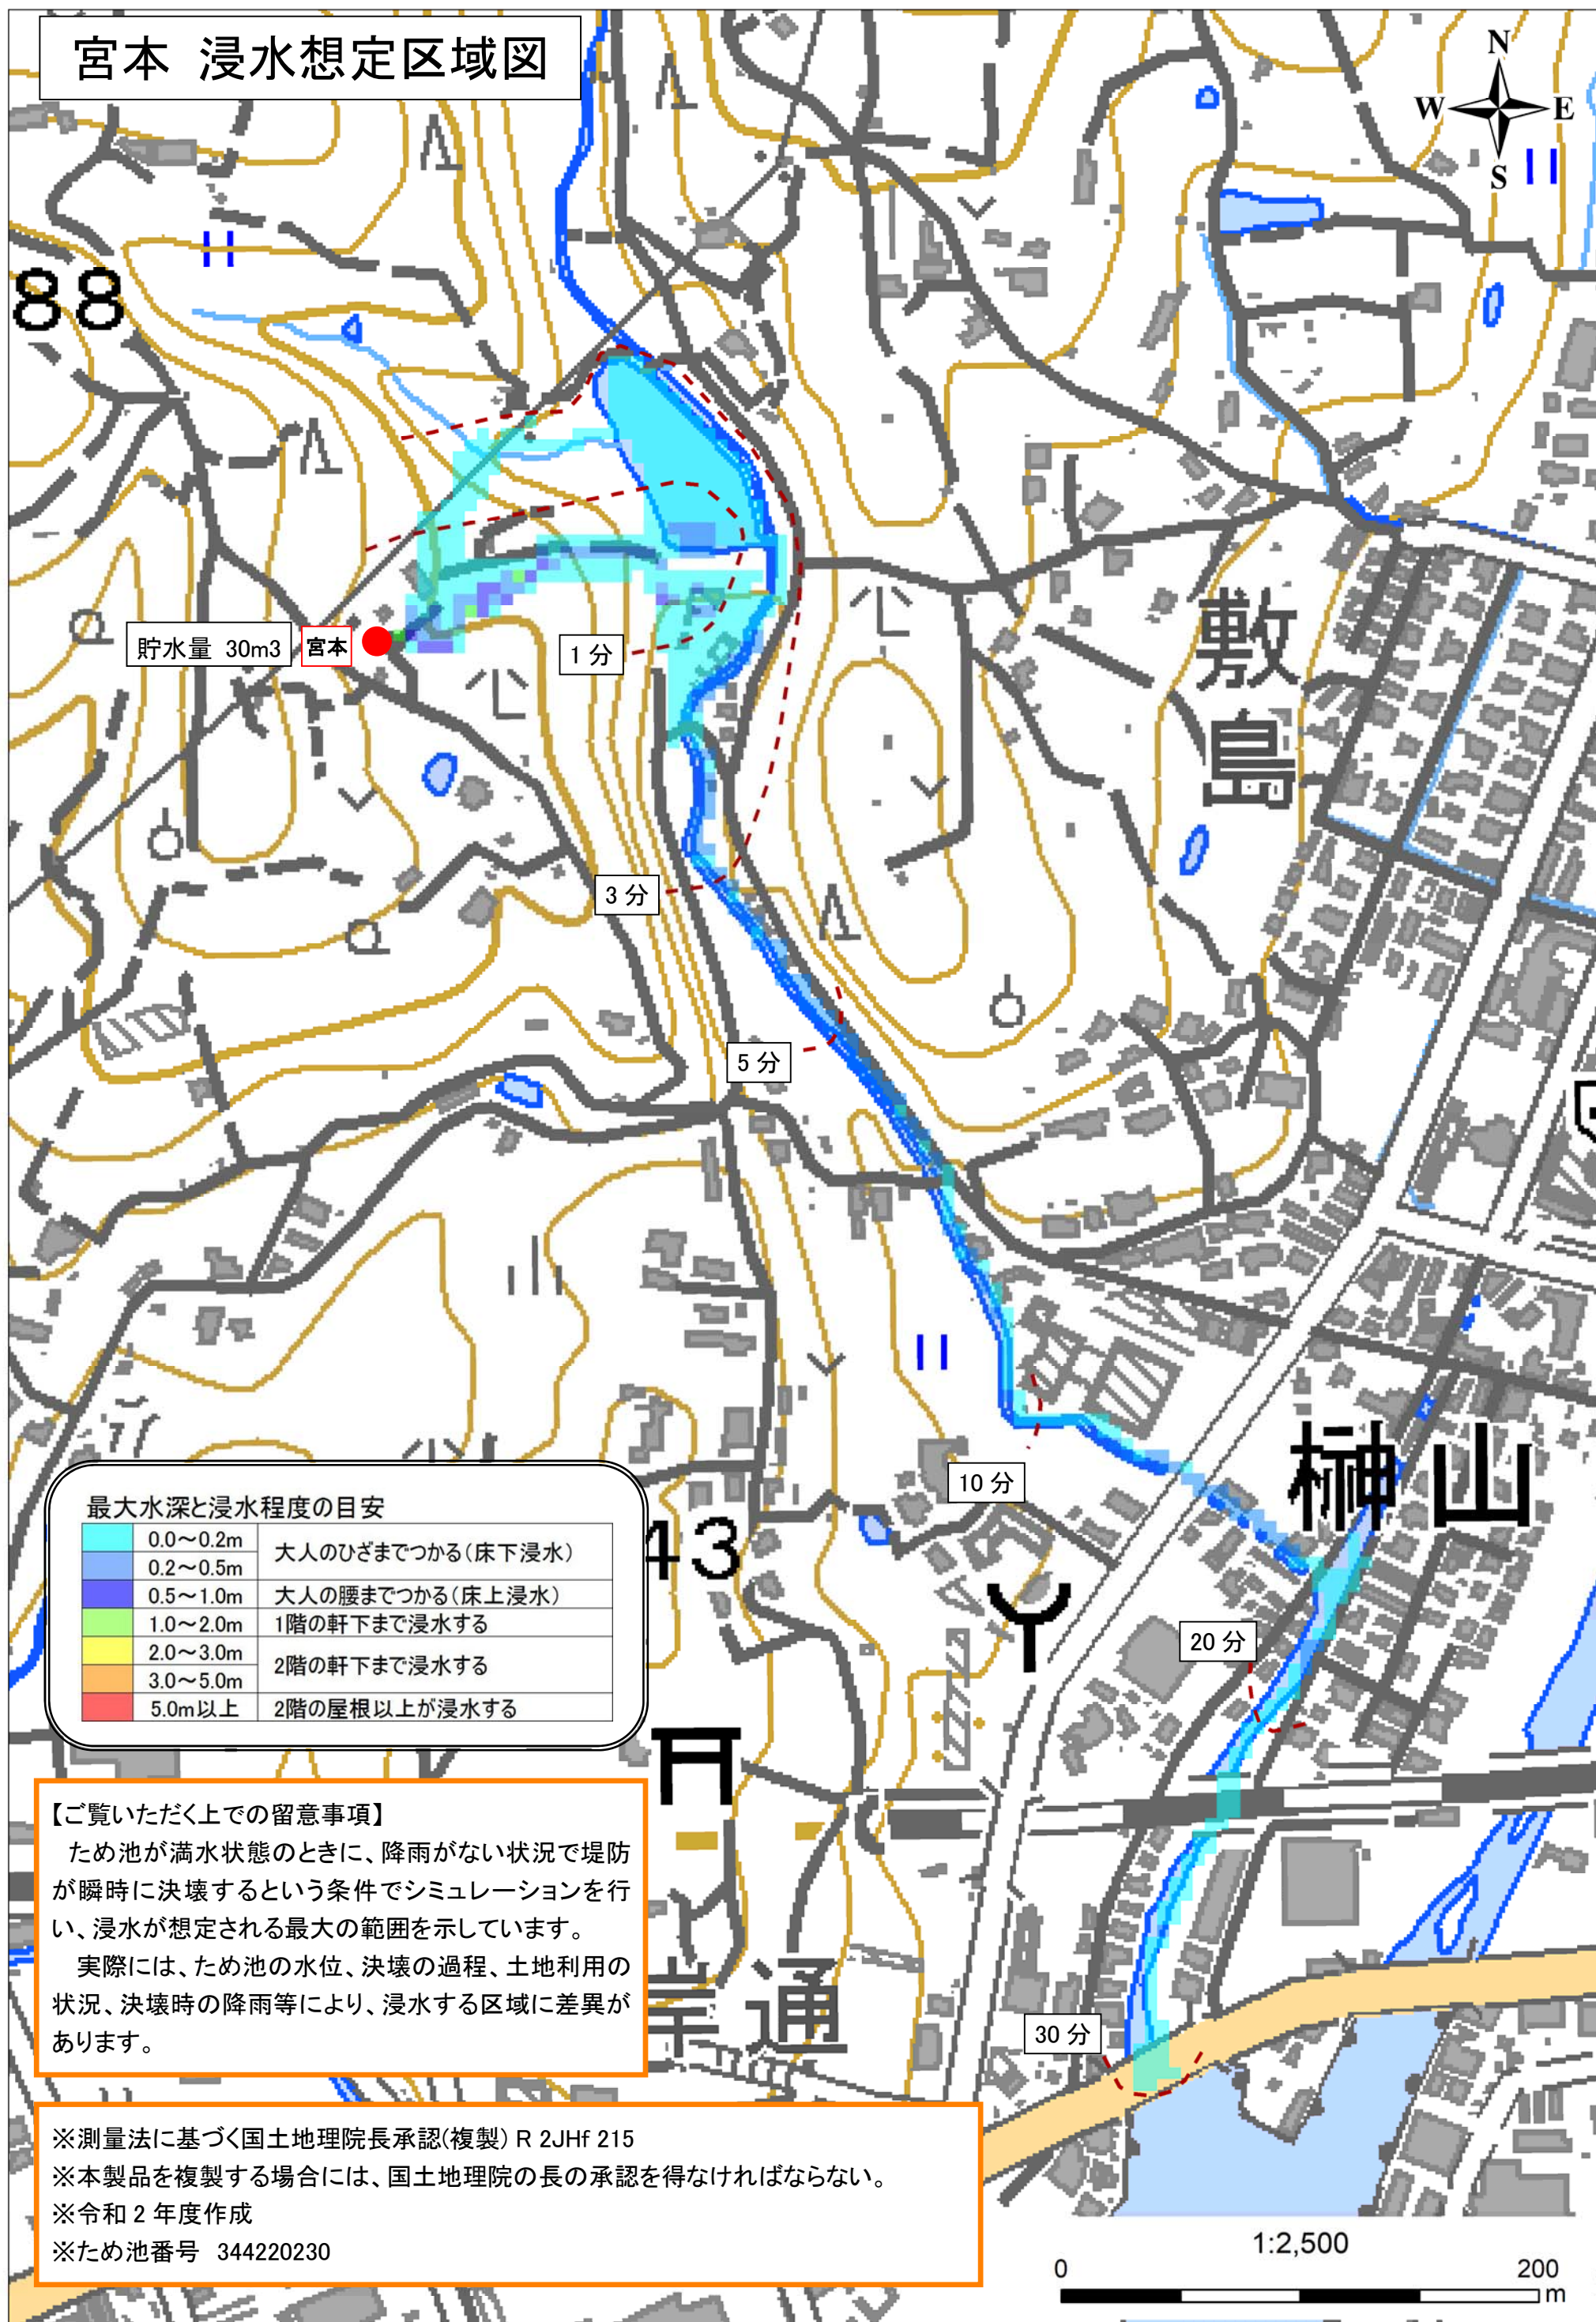 宮本 浸水想定区域図
N
W E
S
88
貯水量 30m3
宮本
1 分
敷島
3 分
5 分
10 分
榊山
20 分
43
最大水深と浸水程度の目安
0.0～0.2m
大人のひざまでつかる（床下浸水）
0.2～0.5m
0.5～1.0m 大人の腰までつかる（床上浸水）
1.0～2.0m 1階の軒下まで浸水する
2.0～3.0m
2階の軒下まで浸水する
3.0～5.0m
5.0m以上 2階の屋根以上が浸水する
【ご覧いただく上での留意事項】
ため池が満水状態のときに、降雨がない状況で堤防
が瞬時に決壊するという条件でシミュレーションを行
い、浸水が想定される最大の範囲を示しています。
実際には、ため池の水位、決壊の過程、土地利用の
状況、決壊時の降雨等により、浸水する区域に差異が
あります。
岸通
30 分
※測量法に基づく国土地理院長承認(複製) R 2JHf 215
※本製品を複製する場合には、国土地理院の長の承認を得なければならない。
※令和 2 年度作成
※ため池番号 344220230
1:2,500
0 200
m